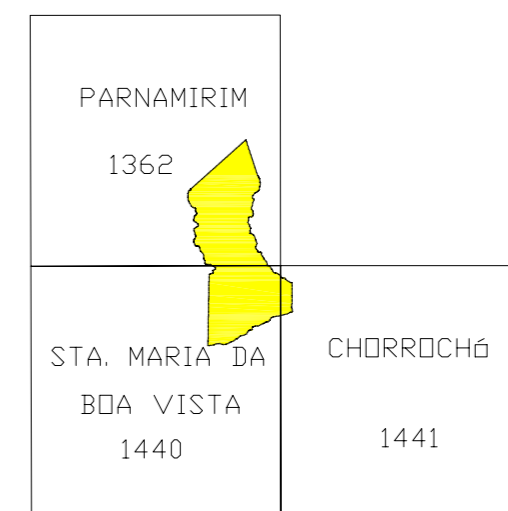 PARNAMIRIM
1362
STA. MARIA DA
BOA VISTA
1440
CHORROCHó
1441